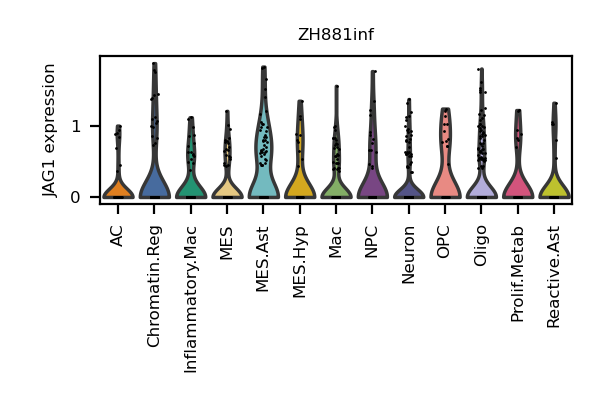 ZH881inf
JAG1 expression
1
0
AC
Chromatin.Reg
Inflammatory.Mac
MES
MES.Ast
MES.Hyp
Mac
NPC
Neuron
OPC
Oligo
Prolif.Metab
Reactive.Ast